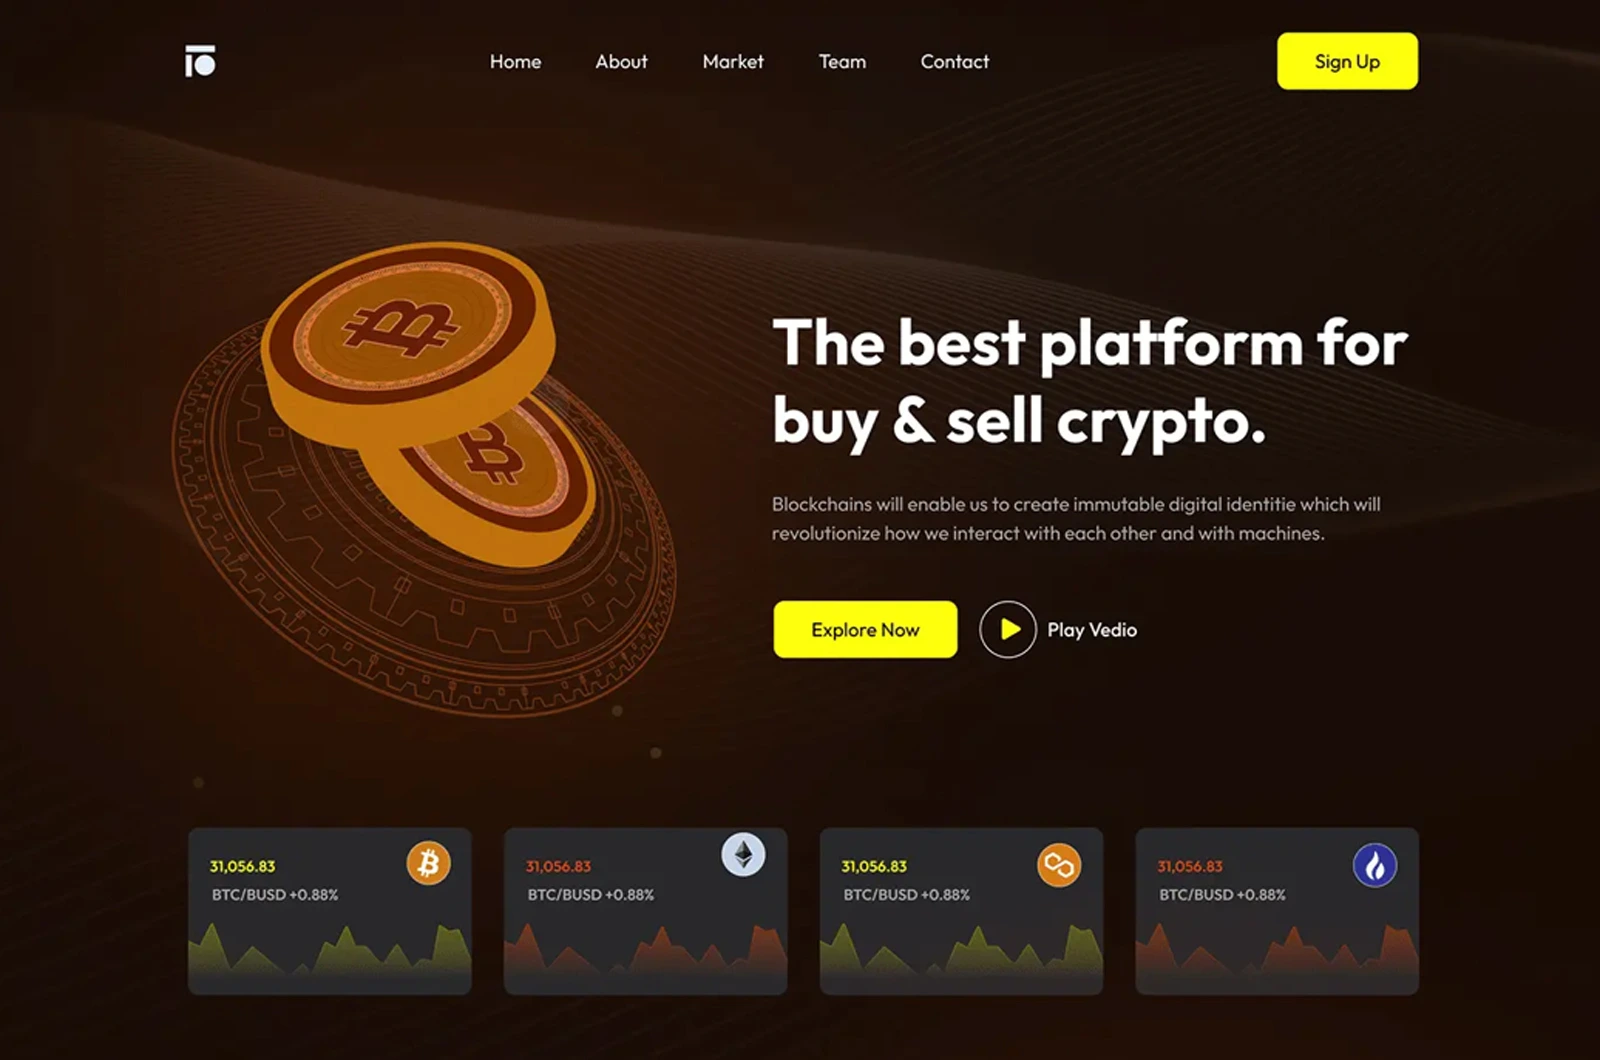 Home About Market Team Contact Sign Up
The best platform for
buy & sell crypto.
Blockchains will enable us to create immutable digital identitie which will
revolutionize how we interact with each other and with machines.
Explore Now Play Vedio
31,056.83
BTC/BUSD +0.88%
31,056.83
BTC/BUSD +0.88%
31,056.83
BTC/BUSD +0.88%
31,056.83
BTC/BUSD +0.88%